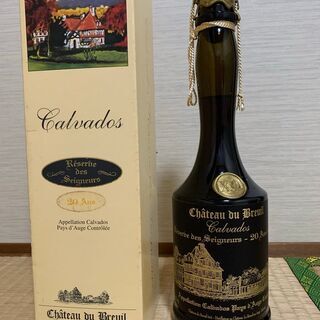 Calvados
Réserve
des
Seigneurs
20 Ans
Appellation Calvados
Pays d'Auge Contrôlée
Château du Breuil
Château du Breuil
Calvados
Réserve des Seigneurs - 20 Ans
Appellation Calvados Pays d'Auge